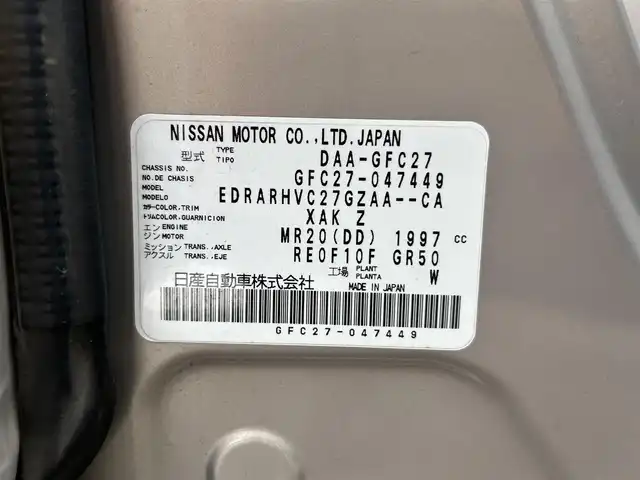 NISSAN MOTOR CO.,LTD.JAPAN
型式 TYPE TIPO DAA-GFC27
CHASSIS NO. NO.DE CHASIS GFC27-047449
MODEL MODELO EDRARHVC27GZAA--CA
カラー COLOR,TRIM トリム COLOR,GUARNICION XAK Z
エンジン ENGINE MOTOR MR20(DD) 1997 CC
ミッション TRANS.,AXLE アクスル TRANS.,EJE RE0F10F GR50
工場 PLANT PLANTA W
日産自動車株式会社 MADE IN JAPAN
GFC27-047449